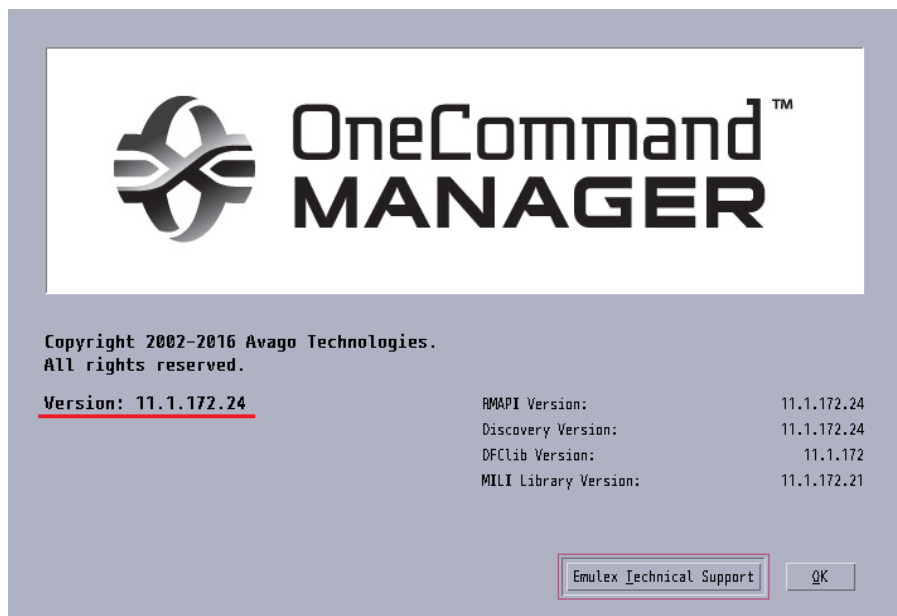 OneCommand™
MANAGER
Copyright 2002-2016 Avago Technologies.
All rights reserved.
Version: 11.1.172.24
RMAPI Version: 11.1.172.24
Discovery Version: 11.1.172.24
DFClib Version: 11.1.172
MILI Library Version: 11.1.172.21
Emulex Technical Support
OK